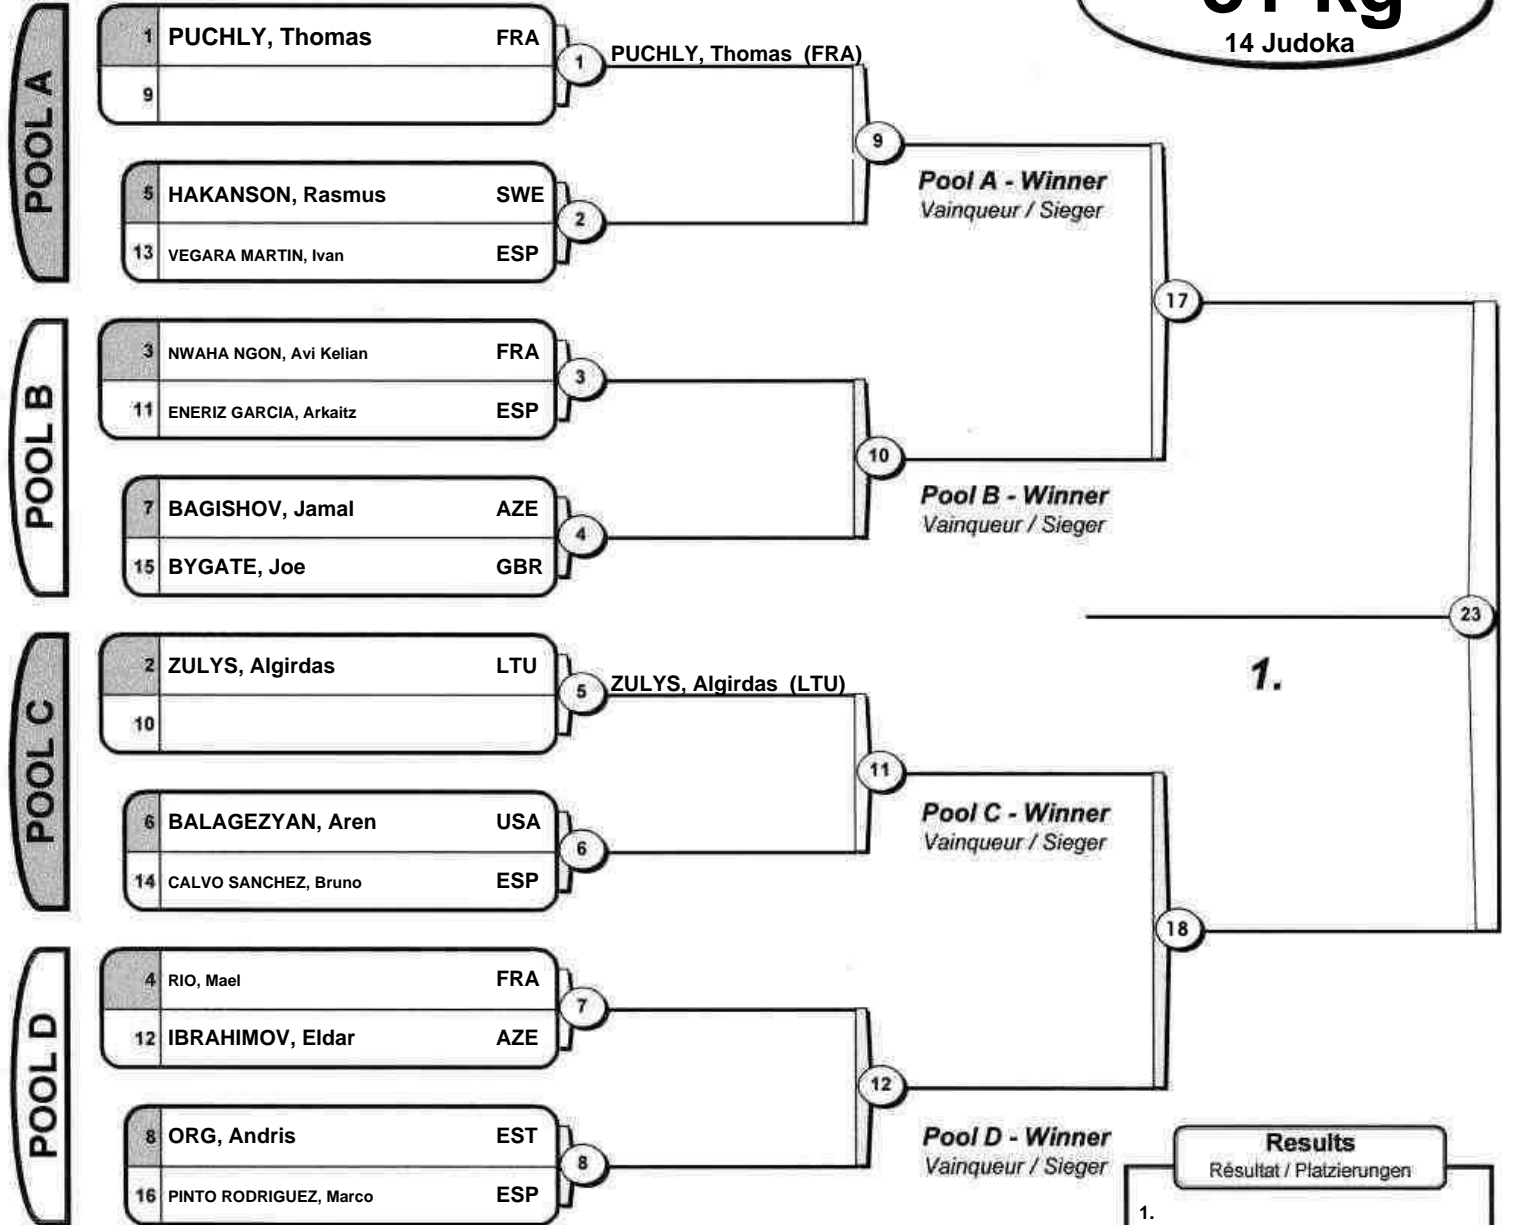 14 Judoka
POOL A
1 PUCHLY, Thomas FRA
9
1
PUCHLY, Thomas (FRA)
5 HAKANSON, Rasmus SWE
13 VEGARA MARTIN, Ivan ESP
2
9
Pool A - Winner
Vainqueur / Sieger
POOL B
3 NWAHA NGON, Avi Kelian FRA
11 ENERIZ GARCIA, Arkaitz ESP
3
7 BAGISHOV, Jamal AZE
15 BYGATE, Joe GBR
4
10
Pool B - Winner
Vainqueur / Sieger
17
POOL C
2 ZULYS, Algirdas LTU
10
5
ZULYS, Algirdas (LTU)
6 BALAGEZYAN, Aren USA
14 CALVO SANCHEZ, Bruno ESP
6
11
Pool C - Winner
Vainqueur / Sieger
23
1.
POOL D
4 RIO, Mael FRA
12 IBRAHIMOV, Eldar AZE
7
8 ORG, Andris EST
16 PINTO RODRIGUEZ, Marco ESP
8
12
Pool D - Winner
Vainqueur / Sieger
18
Results
Résultat / Platzierungen
1.